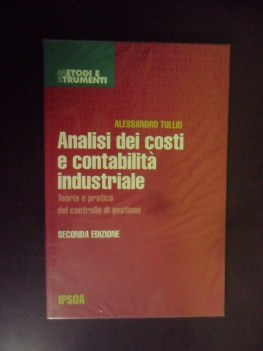 METODI E
STRUMENTI
ALESSANDRO TULLIO
Analisi dei costi
e contabilità
industriale
Teoria e pratica
del controllo di gestione
SECONDA EDIZIONE
IPSOA